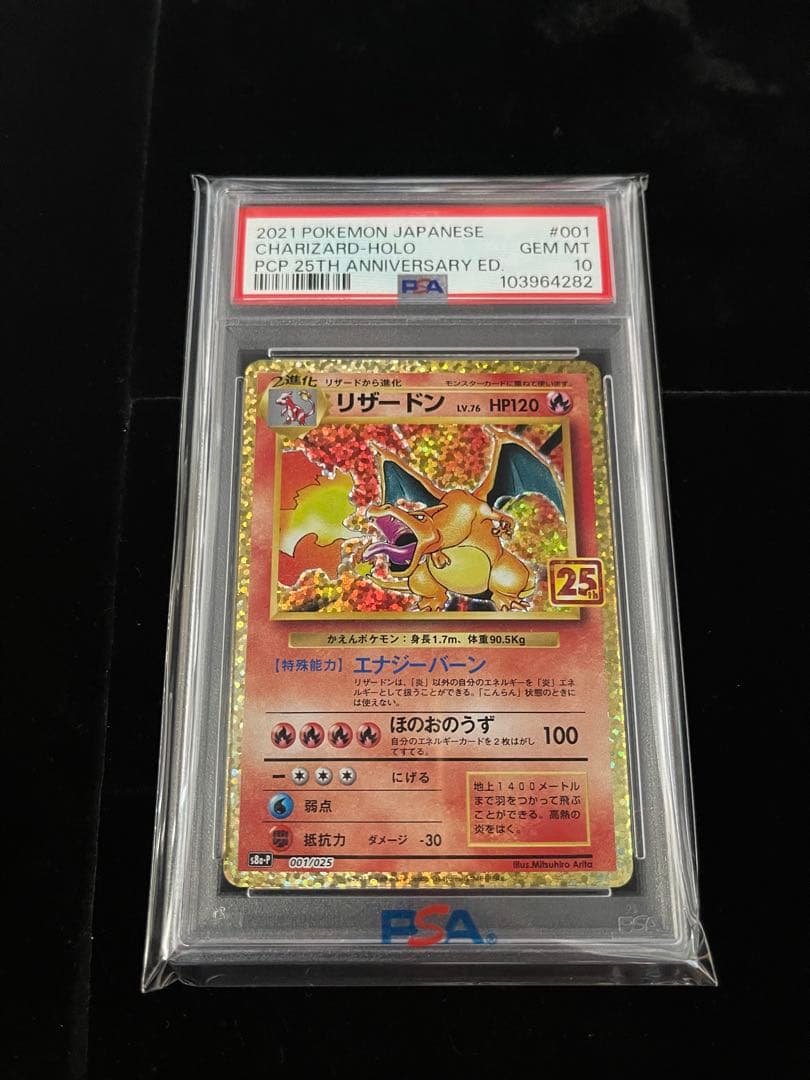 2021 POKEMON JAPANESE #001
CHARIZARD-HOLO GEM MT
PCP 25TH ANNIVERSARY ED. 10
PSA 103964282
2進化 リザードから進化 モンスターカードに重ねて使います。
リザードン LV.76 HP120
25th
かえんポケモン:身長1.7m、体重90.5Kg
【特殊能力】エナジーバーン
リザードンは、「炎」以外の自分のエネルギーを「炎」エネ
ルギーとして扱うことができる。「こんらん」状態のときに
は使えない。
ほのおのうず 100
自分のエネルギーカードを2枚はがし
てすてる。
ー にげる
弱点
抵抗力 ダメージ -30
地上1400メートル
まで羽をつかって飛ぶ
ことができる。高熱の
炎をはく。
s8a-P 001/025
Illus.Mitsuhiro Arita
PSA®
PSA